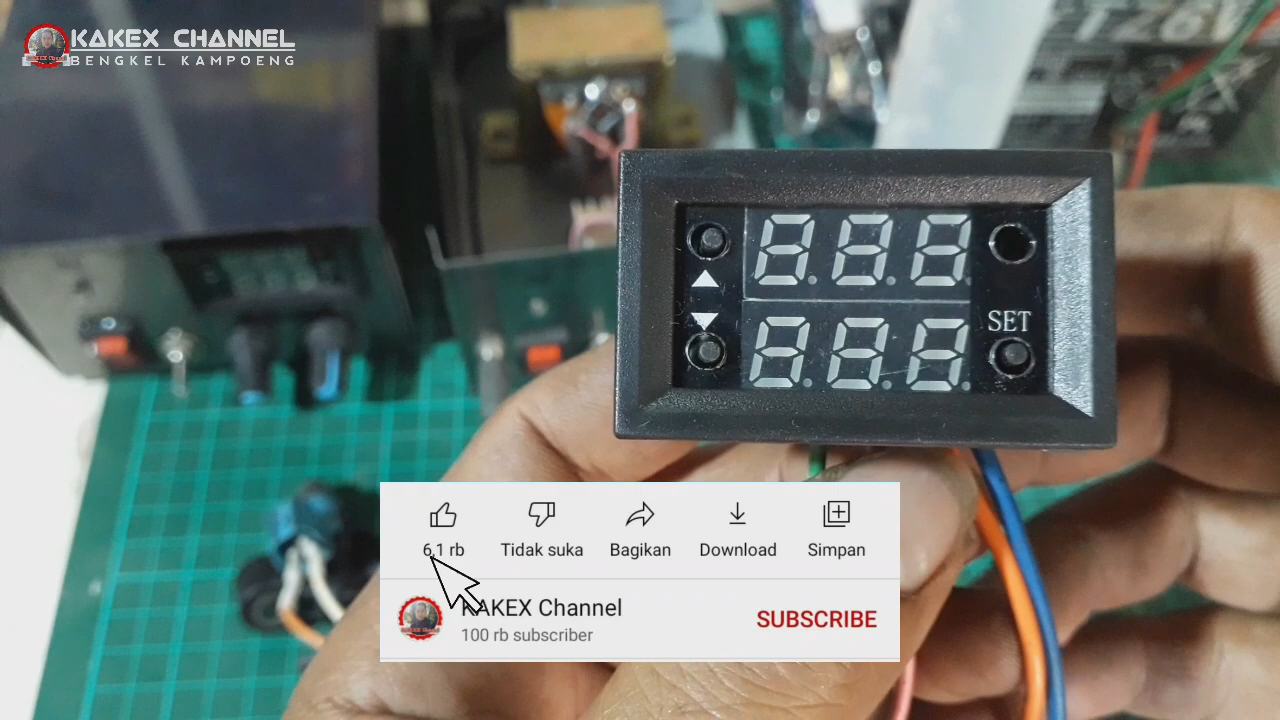 KAKEX CHANNEL
BENGKEL KAMPOENG
SET
6,1 rb
Tidak suka
Bagikan
Download
Simpan
KAKEX Channel
SUBSCRIBE
100 rb subscriber